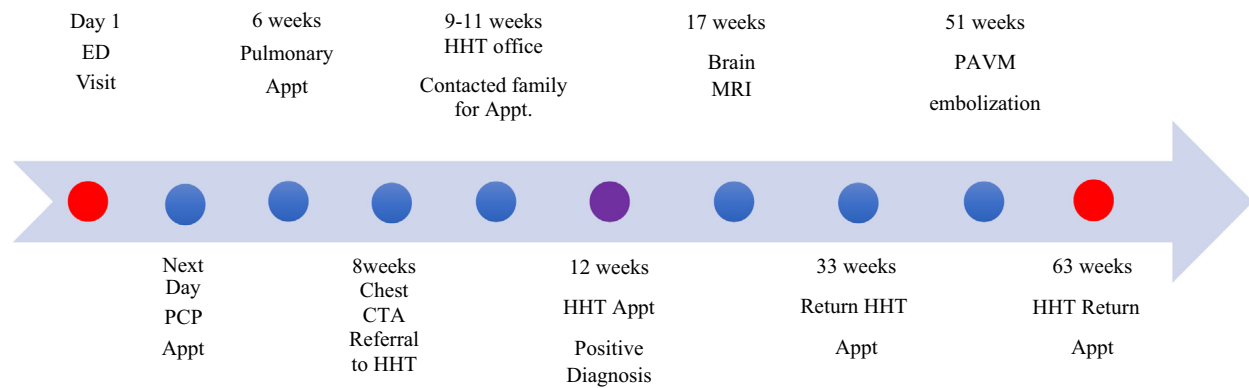 Day 1
ED
Visit
6 weeks
Pulmonary
Appt
9-11 weeks
HHT office
Contacted family
for Appt.
17 weeks
Brain
MRI
51 weeks
PAVM
embolization
Next
Day
PCP
Appt
8weeks
Chest
CTA
Referral
to HHT
12 weeks
HHT Appt
Positive
Diagnosis
33 weeks
Return HHT
Appt
63 weeks
HHT Return
Appt